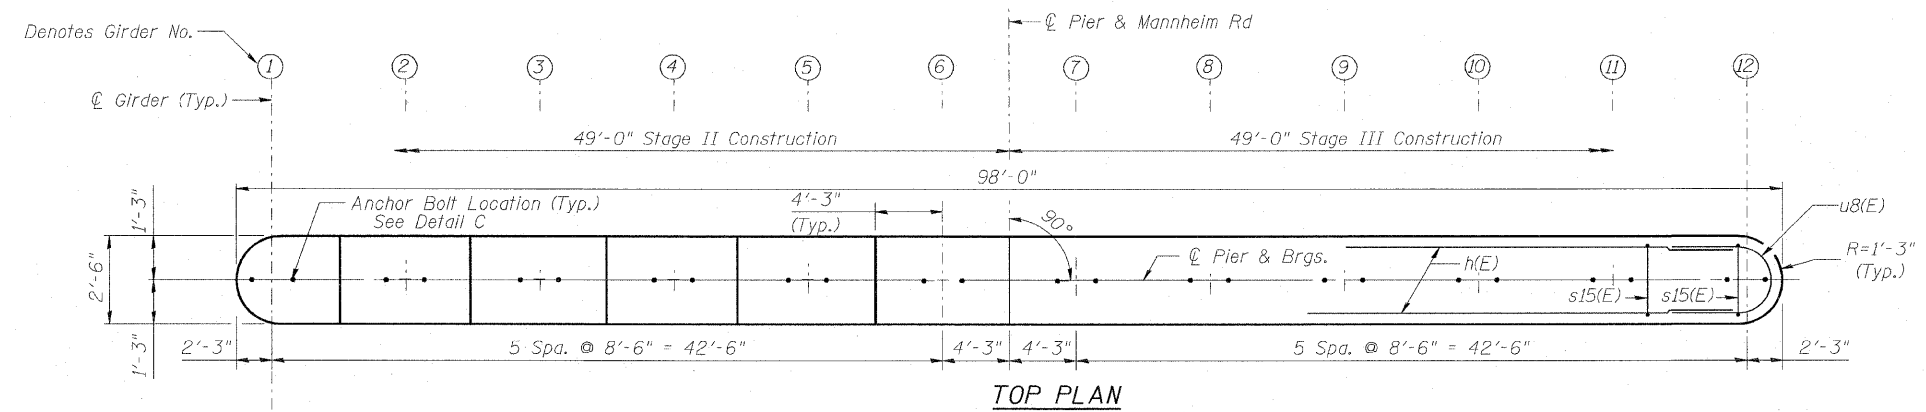 ℄ Pier & Mannheim Rd
Denotes Girder No.
1 2 3 4 5 6 7 8 9 10 11 12
℄ Girder (Typ.)
49'-0" Stage II Construction
49'-0" Stage III Construction
98'-0"
Anchor Bolt Location (Typ.)
See Detail C
4'-3"
(Typ.)
90°
u8(E)
1'-3"
2'-6"
1'-3"
℄ Pier & Brgs.
h(E)
R=1'-3"
(Typ.)
s15(E)
s15(E)
2'-3"
5 Spa. @ 8'-6" = 42'-6"
4'-3"
4'-3"
5 Spa. @ 8'-6" = 42'-6"
2'-3"
TOP PLAN